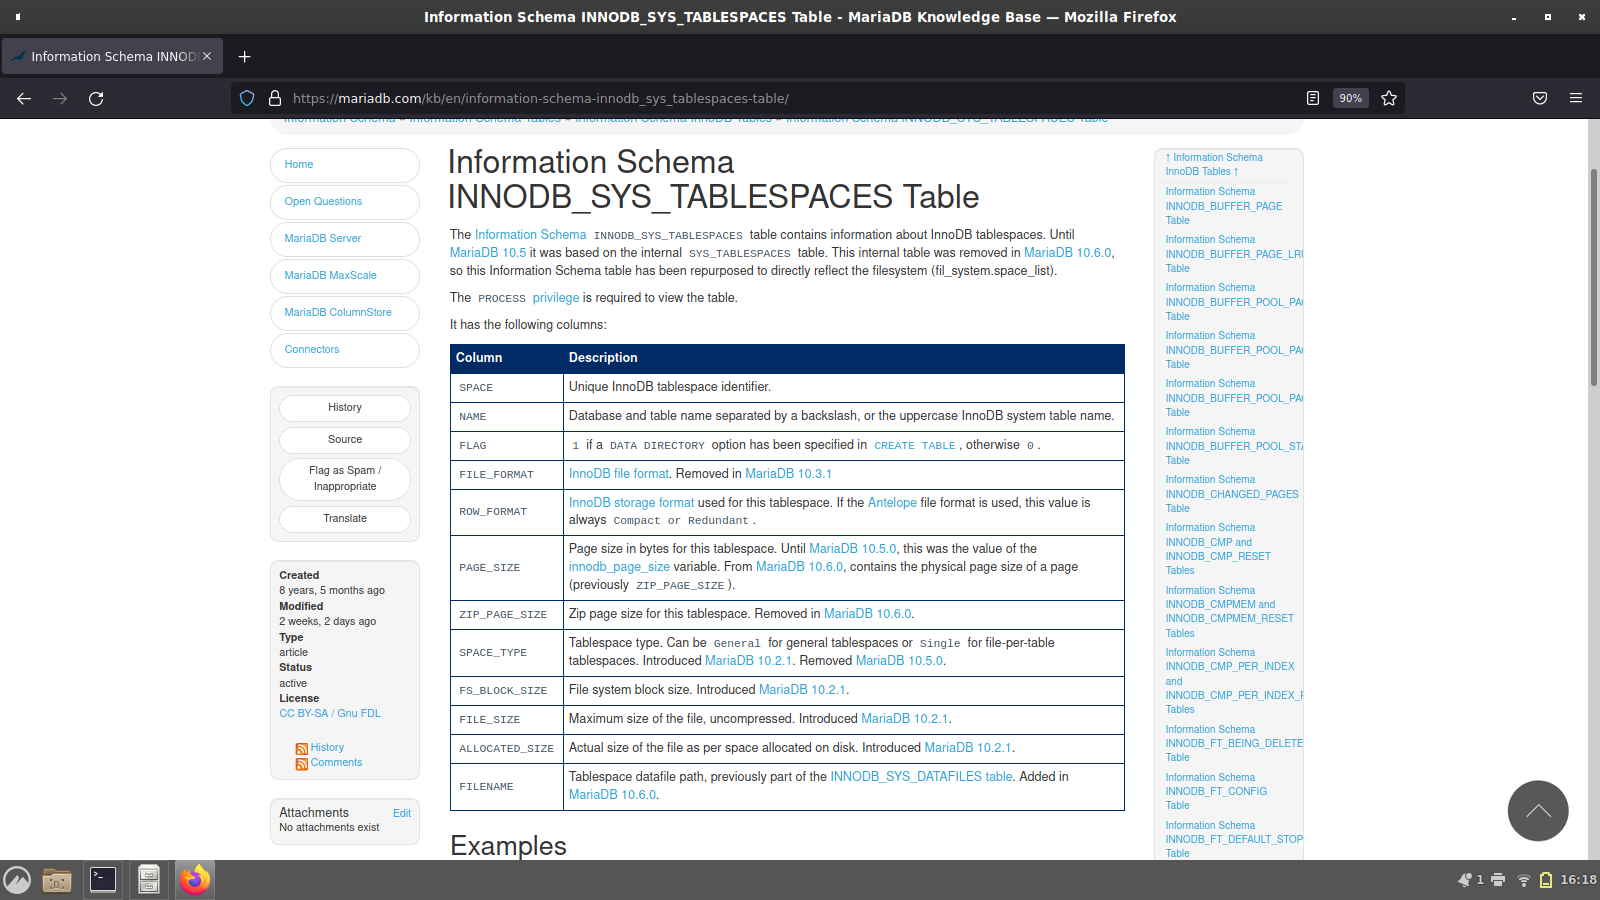 Information Schema INNODB_SYS_TABLESPACES Table - MariaDB Knowledge Base — Mozilla Firefox
Information Schema INNOD
https://mariadb.com/kb/en/information-schema-innodb_sys_tablespaces-table/
90%
Information Schema » Information Schema Tables » Information Schema InnoDB Tables » Information Schema INNODB_SYS_TABLESPACES Table
Home
Open Questions
MariaDB Server
MariaDB MaxScale
MariaDB ColumnStore
Connectors
History
Source
Flag as Spam /
Inappropriate
Translate
Created
8 years, 5 months ago
Modified
2 weeks, 2 days ago
Type
article
Status
active
License
CC BY-SA / Gnu FDL
History
Comments
Attachments Edit
No attachments exist
Information Schema
INNODB_SYS_TABLESPACES Table
The Information Schema INNODB_SYS_TABLESPACES table contains information about InnoDB tablespaces. Until
MariaDB 10.5 it was based on the internal SYS_TABLESPACES table. This internal table was removed in MariaDB 10.6.0,
so this Information Schema table has been repurposed to directly reflect the filesystem (fil_system.space_list).
The PROCESS privilege is required to view the table.
It has the following columns:
Column Description
SPACE Unique InnoDB tablespace identifier.
NAME Database and table name separated by a backslash, or the uppercase InnoDB system table name.
FLAG 1 if a DATA DIRECTORY option has been specified in CREATE TABLE, otherwise 0.
FILE_FORMAT InnoDB file format. Removed in MariaDB 10.3.1
ROW_FORMAT InnoDB storage format used for this tablespace. If the Antelope file format is used, this value is
always Compact or Redundant.
PAGE_SIZE Page size in bytes for this tablespace. Until MariaDB 10.5.0, this was the value of the
innodb_page_size variable. From MariaDB 10.6.0, contains the physical page size of a page
(previously ZIP_PAGE_SIZE).
ZIP_PAGE_SIZE Zip page size for this tablespace. Removed in MariaDB 10.6.0.
SPACE_TYPE Tablespace type. Can be General for general tablespaces or Single for file-per-table
tablespaces. Introduced MariaDB 10.2.1. Removed MariaDB 10.5.0.
FS_BLOCK_SIZE File system block size. Introduced MariaDB 10.2.1.
FILE_SIZE Maximum size of the file, uncompressed. Introduced MariaDB 10.2.1.
ALLOCATED_SIZE Actual size of the file as per space allocated on disk. Introduced MariaDB 10.2.1.
FILENAME Tablespace datafile path, previously part of the INNODB_SYS_DATAFILES table. Added in
MariaDB 10.6.0.
Examples
↑ Information Schema
InnoDB Tables ↑
Information Schema
INNODB_BUFFER_PAGE
Table
Information Schema
INNODB_BUFFER_PAGE_LR
Table
Information Schema
INNODB_BUFFER_POOL_PA
Table
Information Schema
INNODB_BUFFER_POOL_PA
Table
Information Schema
INNODB_BUFFER_POOL_PA
Table
Information Schema
INNODB_BUFFER_POOL_STA
Table
Information Schema
INNODB_CHANGED_PAGES
Table
Information Schema
INNODB_CMP and
INNODB_CMP_RESET
Tables
Information Schema
INNODB_CMPMEM and
INNODB_CMPMEM_RESET
Tables
Information Schema
INNODB_CMP_PER_INDEX
and
INNODB_CMP_PER_INDEX_
Tables
Information Schema
INNODB_FT_BEING_DELETE
Table
Information Schema
INNODB_FT_CONFIG
Table
Information Schema
INNODB_FT_DEFAULT_STOP
Table
1
16:18